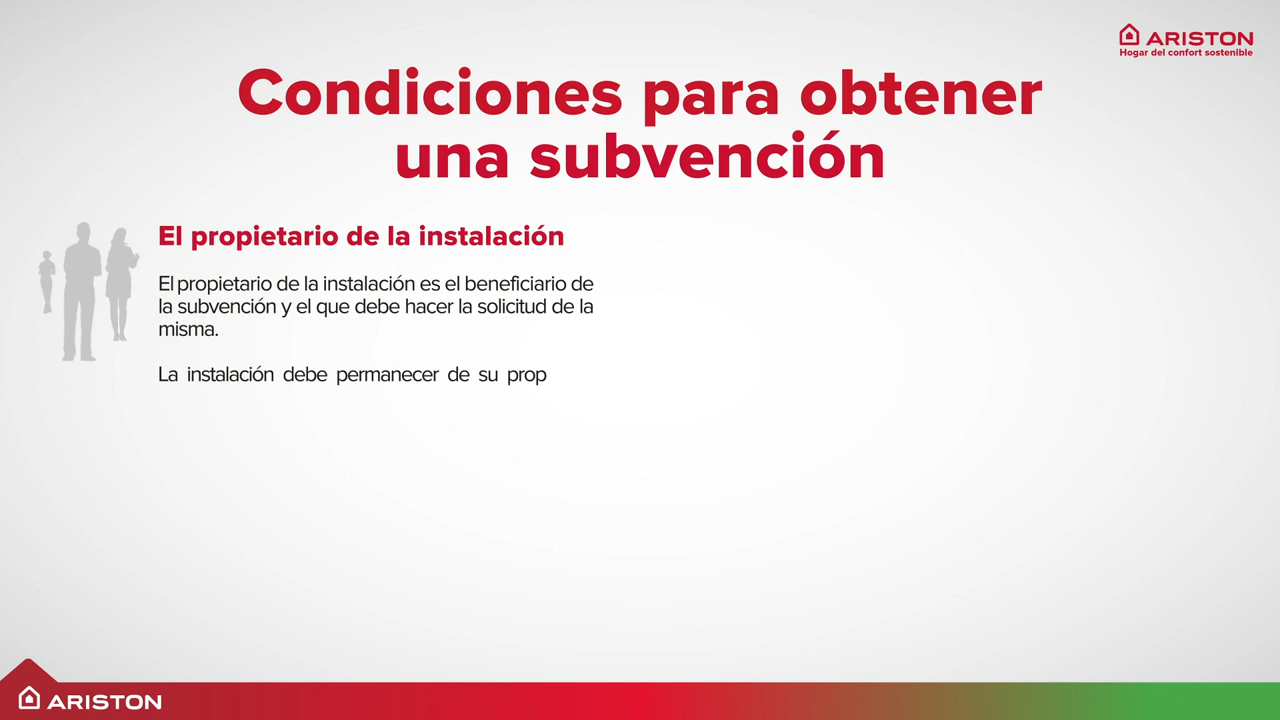 ARISTON
Hogar del confort sostenible
Condiciones para obtener
una subvención
El propietario de la instalación
El propietario de la instalación es el beneficiario de
la subvención y el que debe hacer la solicitud de la
misma.
La instalación debe permanecer de su prop
ARISTON